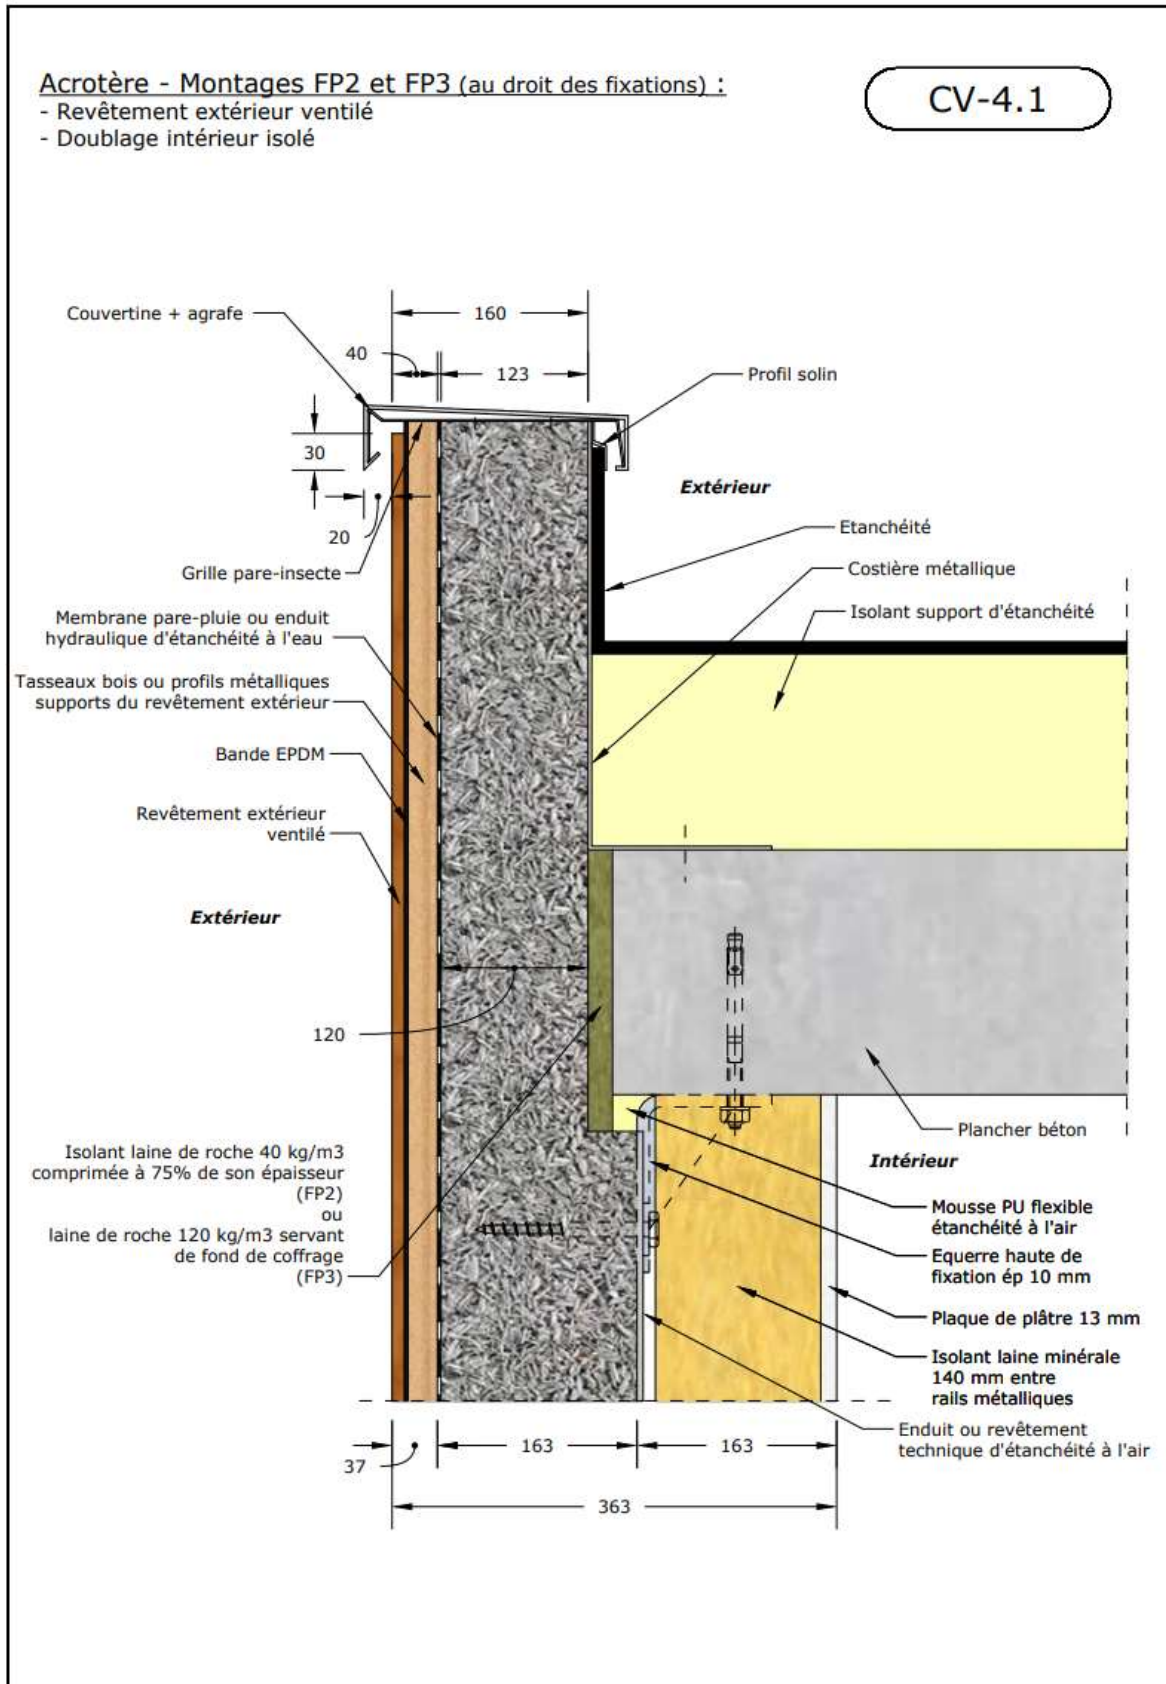 Acrotère - Montages FP2 et FP3 (au droit des fixations) :
- Revêtement extérieur ventilé
- Doublage intérieur isolé
CV-4.1
Couvertine + agrafe
160
40
123
Profil solin
30
Extérieur
20
Etanchéité
Grille pare-insecte
Costière métallique
Isolant support d'étanchéité
Membrane pare-pluie ou enduit
hydraulique d'étanchéité à l'eau
Tasseaux bois ou profils métalliques
supports du revêtement extérieur
Bande EPDM
Revêtement extérieur
ventilé
Extérieur
120
Plancher béton
Isolant laine de roche 40 kg/m3
comprimée à 75% de son épaisseur
(FP2)
ou
laine de roche 120 kg/m3 servant
de fond de coffrage
(FP3)
Intérieur
Mousse PU flexible
étanchéité à l'air
Equerre haute de
fixation ép 10 mm
Plaque de plâtre 13 mm
Isolant laine minérale
140 mm entre
rails métalliques
Enduit ou revêtement
technique d'étanchéité à l'air
37
163
163
363